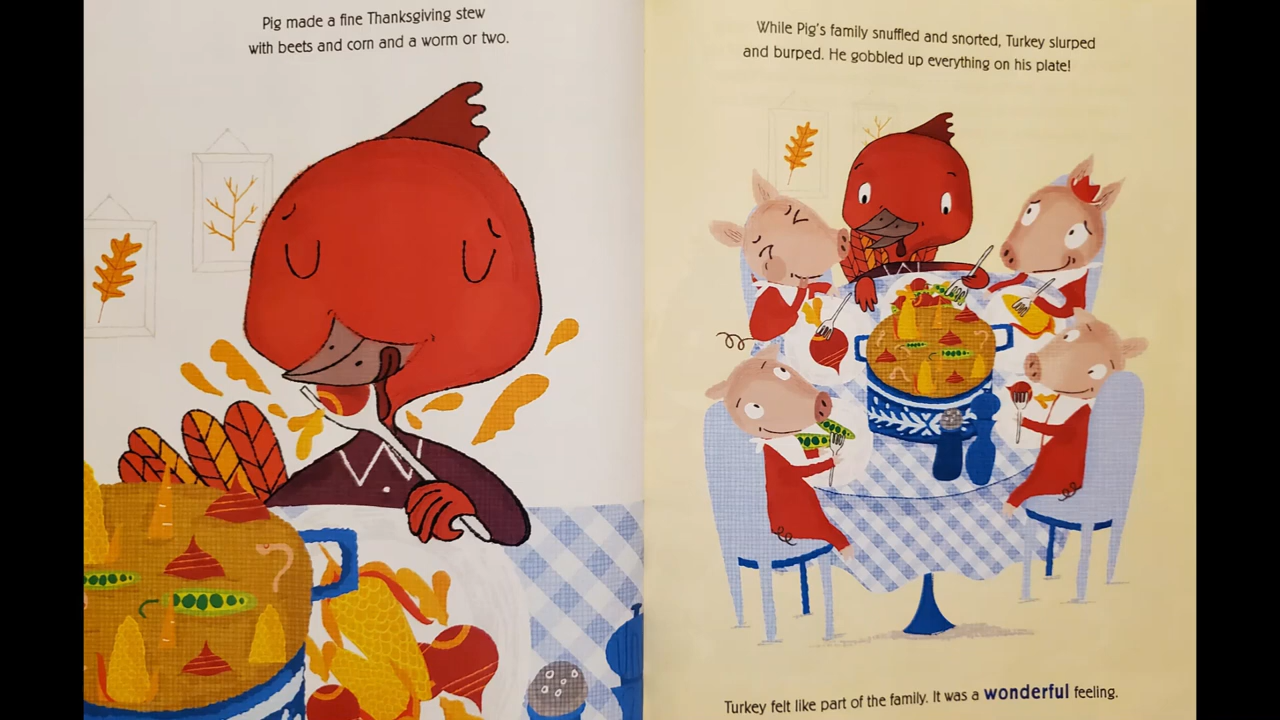 Pig made a fine Thanksgiving stew
with beets and corn and a worm or two.
While Pig's family snuffled and snorted, Turkey slurped
and burped. He gobbled up everything on his plate!
Turkey felt like part of the family. It was a wonderful feeling.